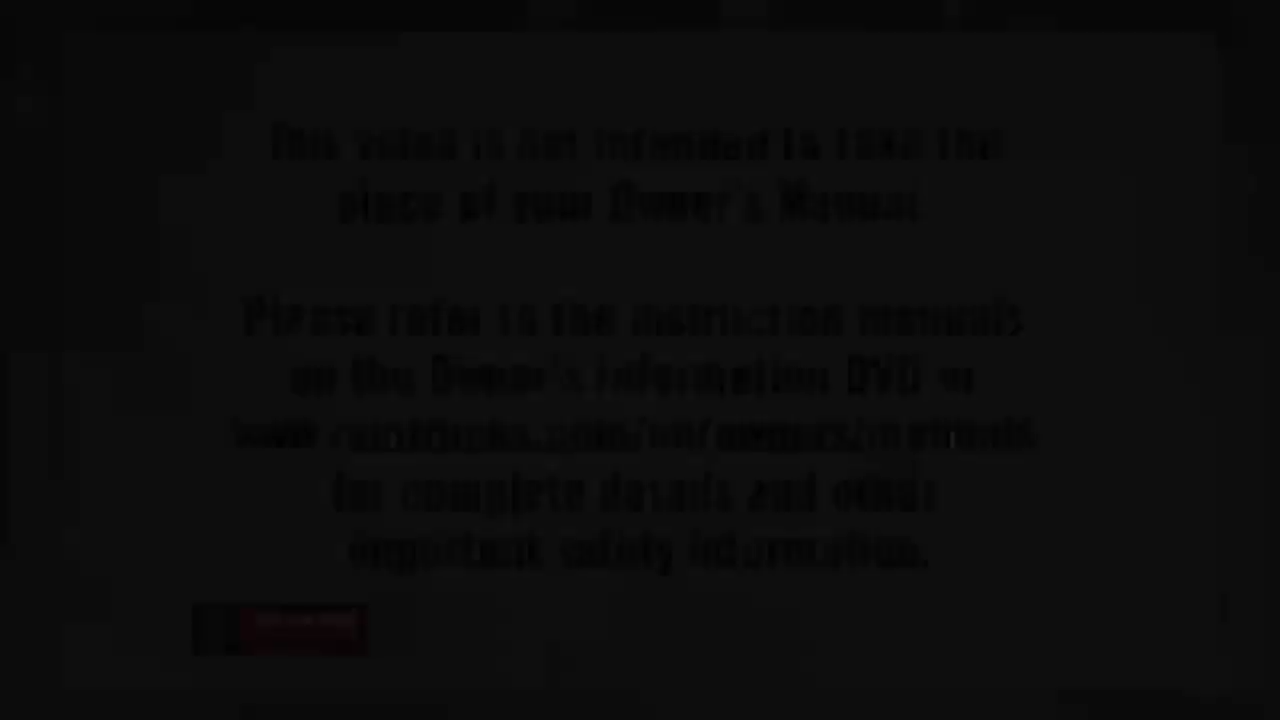 This video is not intended to take the
place of your Owner's Manual.
Please refer to the instruction manuals
on the Owner's Information DVD or
for complete details and other
important safety information.